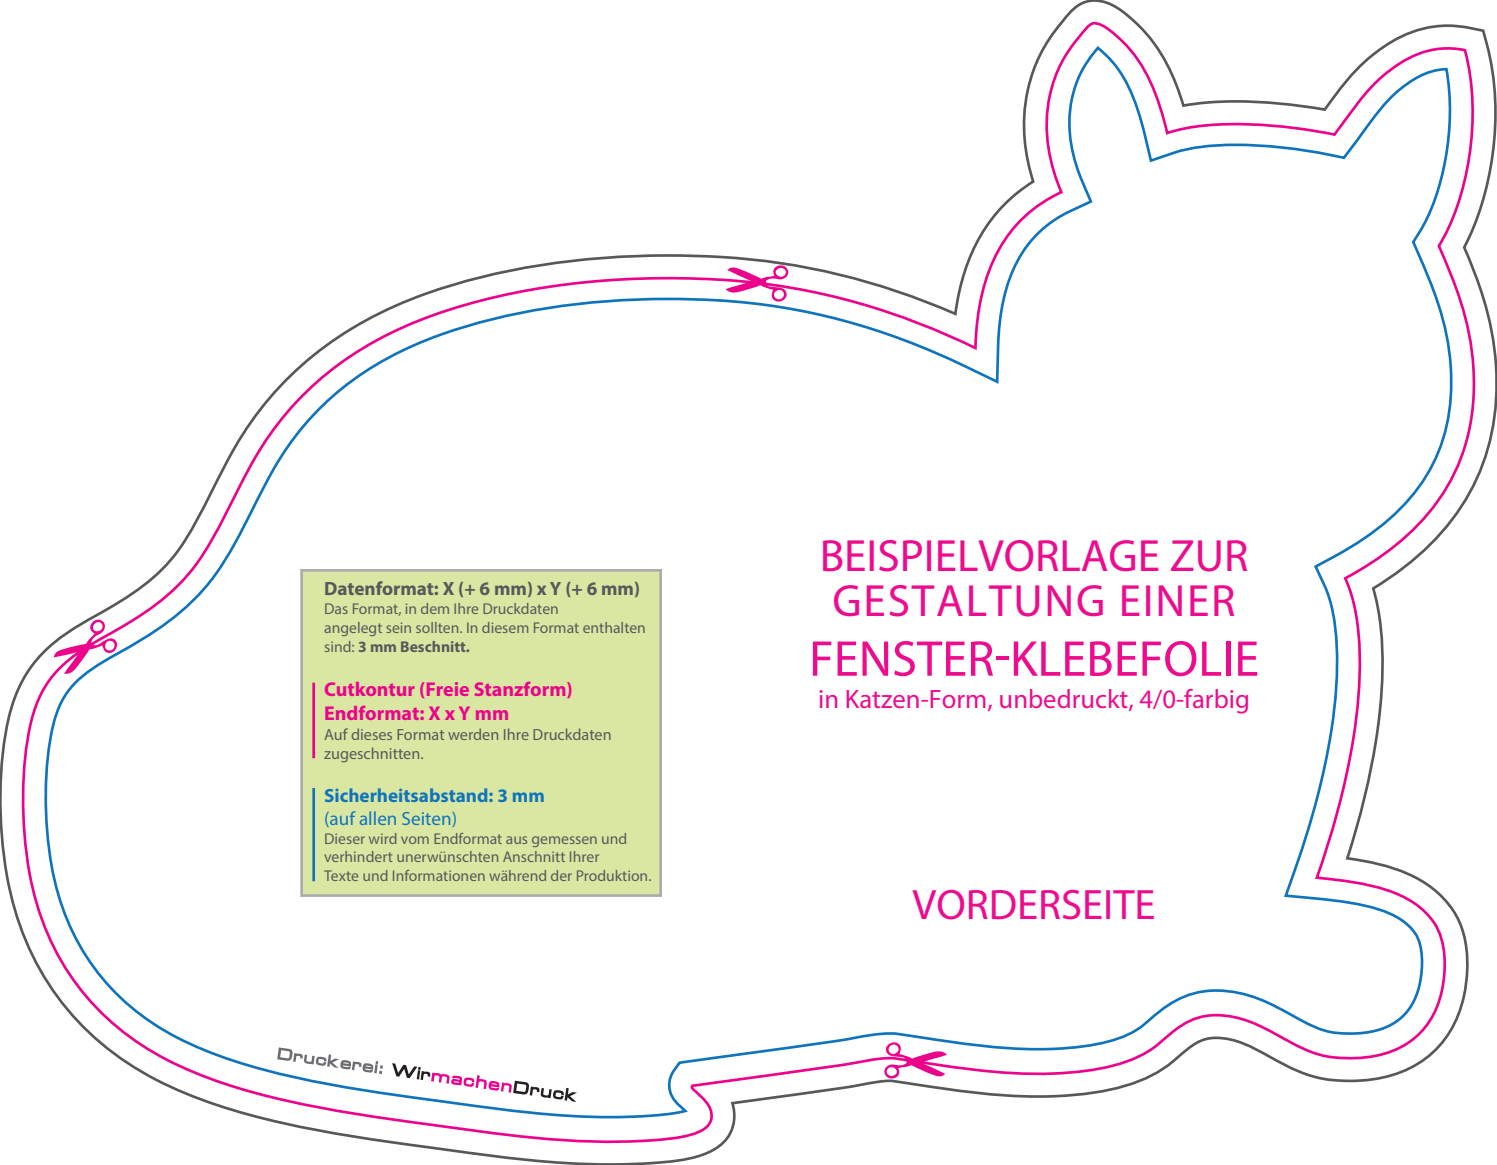 BEISPIELVORLAGE ZUR
GESTALTUNG EINER
FENSTER-KLEBEFOLIE
in Katzen-Form, unbedruckt, 4/0-farbig
Datenformat: X (+ 6 mm) x Y (+ 6 mm)
Das Format, in dem Ihre Druckdaten
angelegt sein sollten. In diesem Format enthalten
sind: 3 mm Beschnitt.
Cutkontur (Freie Stanzform)
Endformat: X x Y mm
Auf dieses Format werden Ihre Druckdaten
zugeschnitten.
Sicherheitsabstand: 3 mm
(auf allen Seiten)
Dieser wird vom Endformat aus gemessen und
verhindert unerwünschten Anschnitt Ihrer
Texte und Informationen während der Produktion.
VORDERSEITE
Druckerei: WirmachenDruck